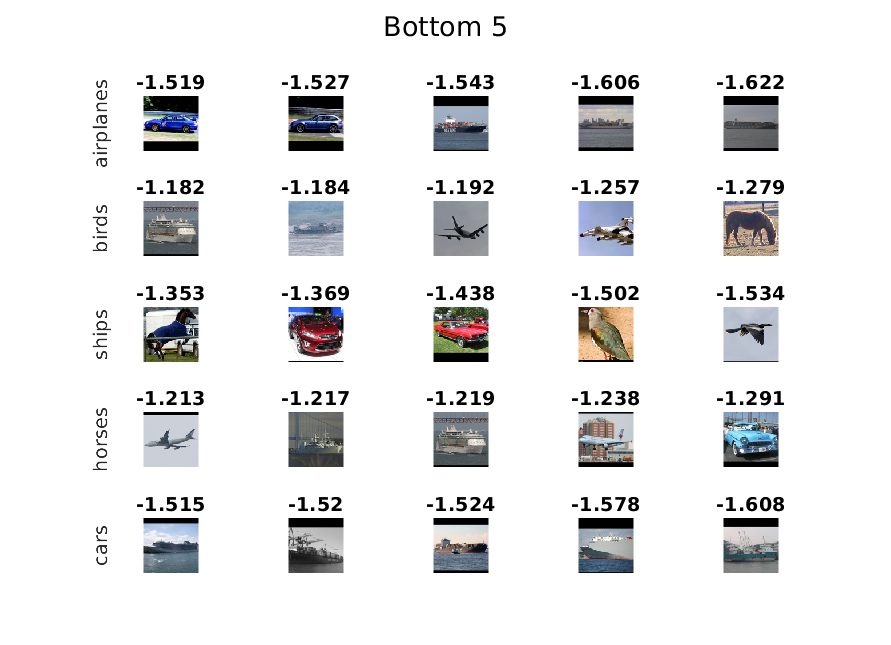 Bottom 5
-1.519 -1.527 -1.543 -1.606 -1.622
airplanes
-1.182 -1.184 -1.192 -1.257 -1.279
birds
-1.353 -1.369 -1.438 -1.502 -1.534
ships
-1.213 -1.217 -1.219 -1.238 -1.291
horses
-1.515 -1.52 -1.524 -1.578 -1.608
cars